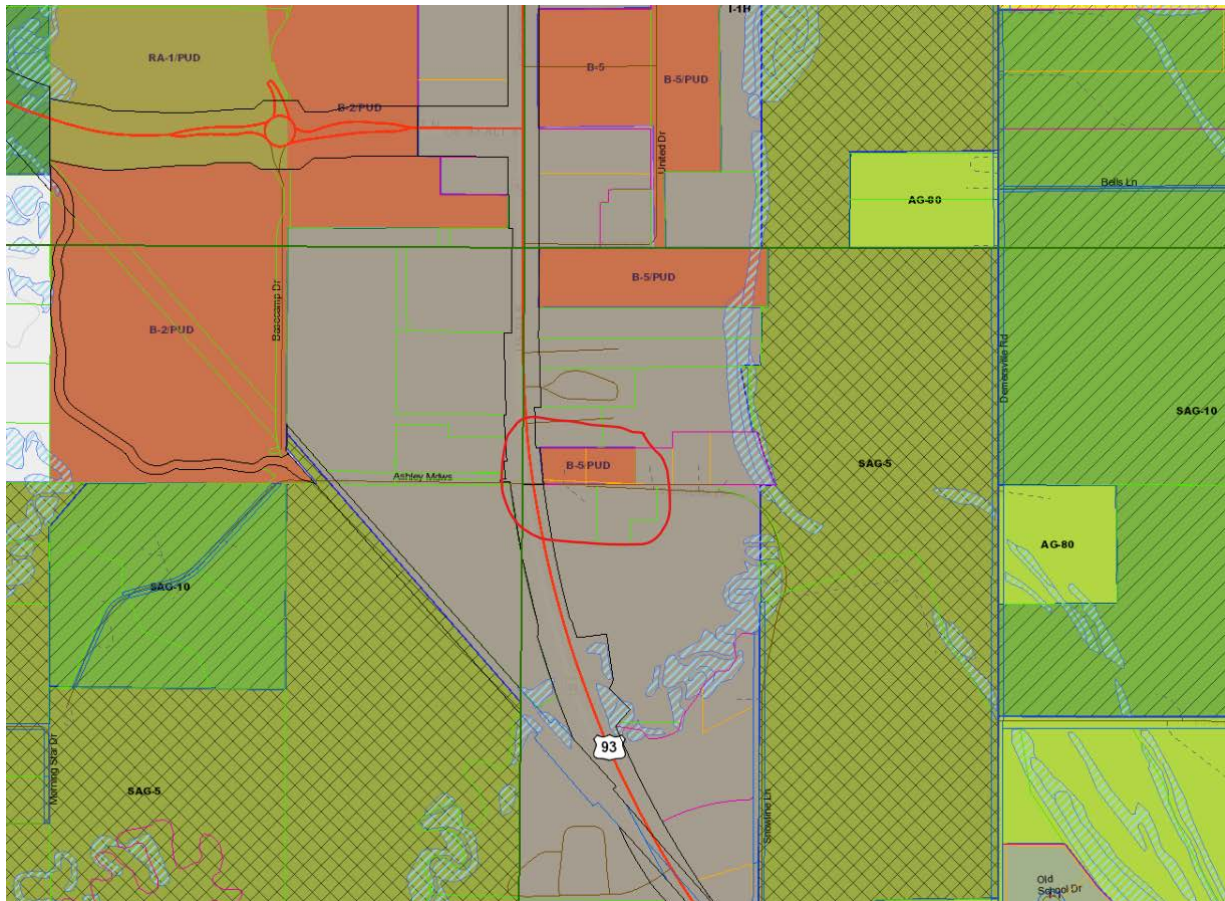 I-1H
RA-1/PUD
B-5
B-5/PUD
B-2/PUD
United Dr
Bells Ln
AG-80
B-5/PUD
Basecamp Dr
B-2/PUD
Demersville Rd
SAG-10
Ashley Mdws
B-5 PUD
SAG-5
AG-80
SAG-10
93
Morning Star Dr
SAG-5
Snowline Ln
Old
School Dr